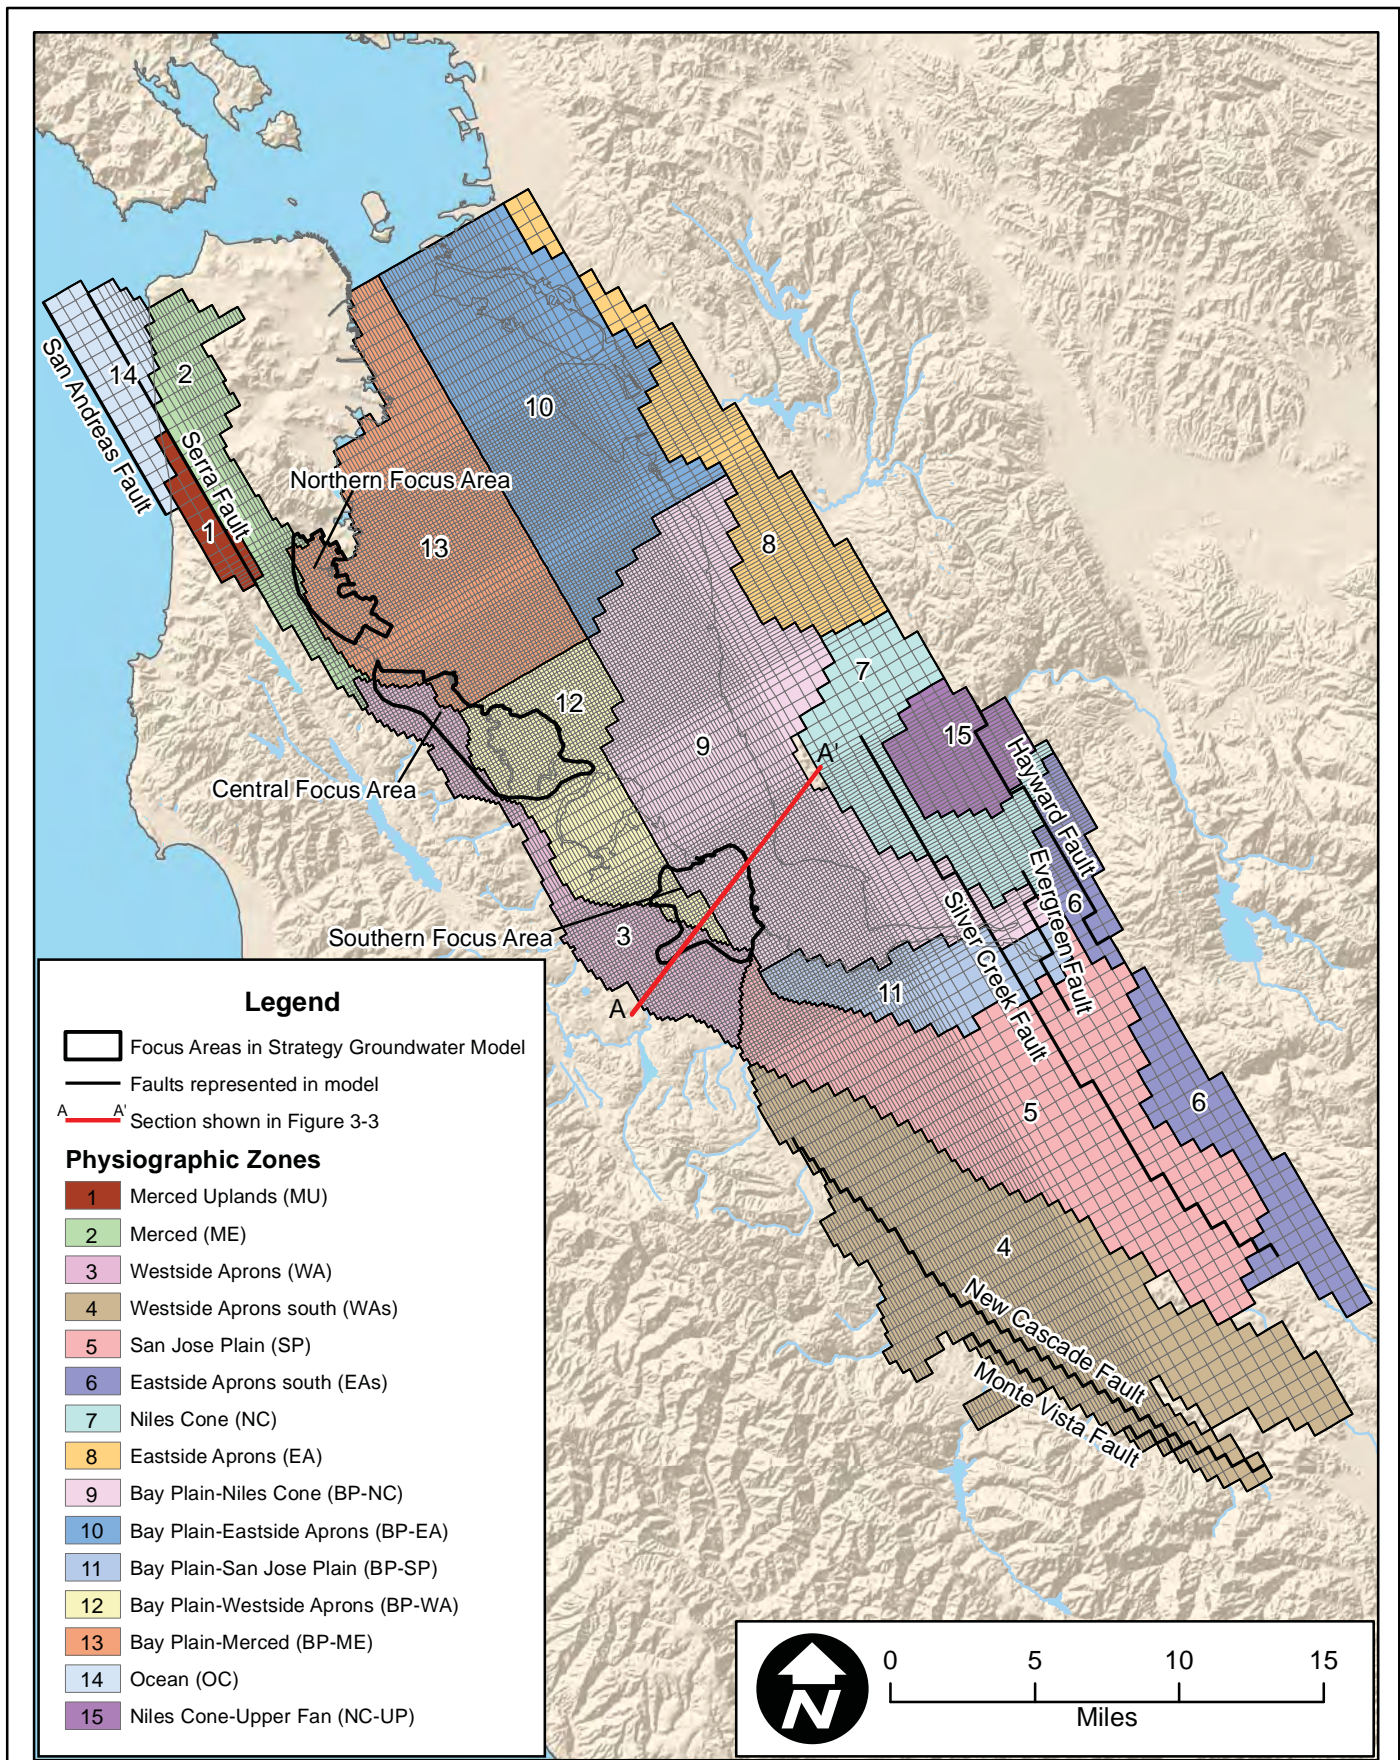 San Andreas Fault
14
2
Serra Fault
1
Northern Focus Area
10
13
8
12
7
15
9
A'
Hayward Fault
Central Focus Area
Evergreen Fault
6
Silver Creek Fault
Southern Focus Area
3
11
A
5
6
4
New Cascade Fault
Monte Vista Fault
Legend
Focus Areas in Strategy Groundwater Model
Faults represented in model
A A'
Section shown in Figure 3-3
Physiographic Zones
1 Merced Uplands (MU)
2 Merced (ME)
3 Westside Aprons (WA)
4 Westside Aprons south (WAs)
5 San Jose Plain (SP)
6 Eastside Aprons south (EAs)
7 Niles Cone (NC)
8 Eastside Aprons (EA)
9 Bay Plain-Niles Cone (BP-NC)
10 Bay Plain-Eastside Aprons (BP-EA)
11 Bay Plain-San Jose Plain (BP-SP)
12 Bay Plain-Westside Aprons (BP-WA)
13 Bay Plain-Merced (BP-ME)
14 Ocean (OC)
15 Niles Cone-Upper Fan (NC-UP)
N
0 5 10 15
Miles